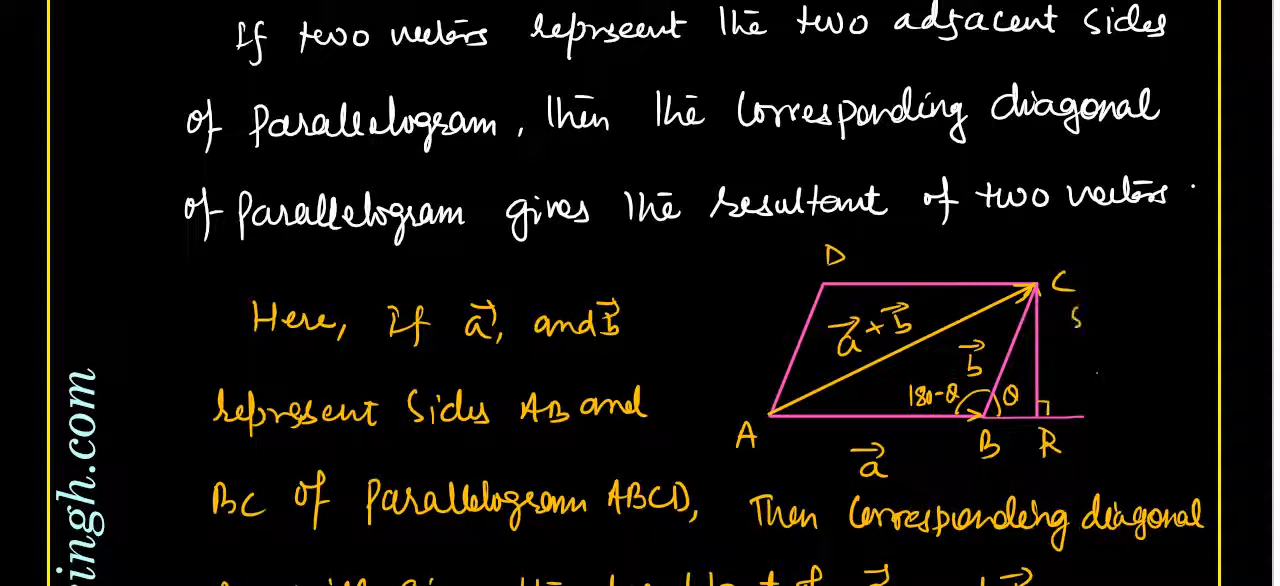 If two vectors represent the two adjacent sides
of Parallelogram, then the corresponding diagonal
of Parallelogram gives the resultant of two vectors.
Here, If a⃗, and b⃗
represent Sides AB and
BC of Parallelogram ABCD, Then Corresponding diagonal
D
C
S
a⃗+b⃗
b⃗
180-θ
θ
A
B
R
a⃗
ingh.com